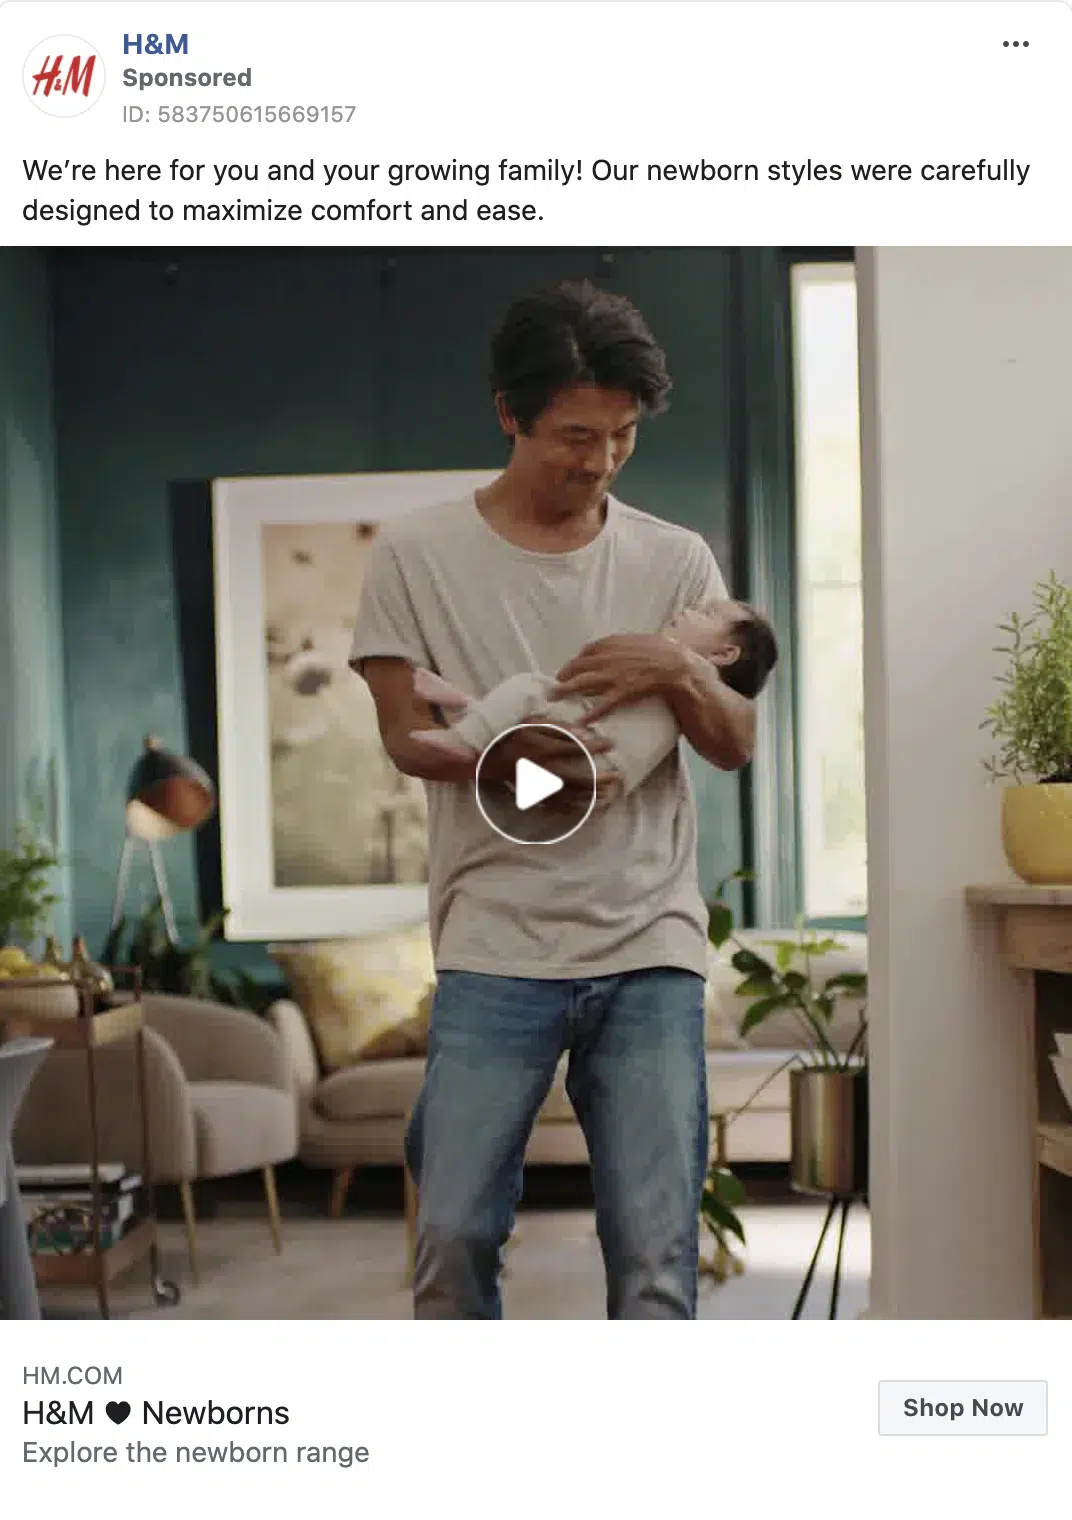 H&M
H&M
Sponsored
ID: 583750615669157
We’re here for you and your growing family! Our newborn styles were carefully
designed to maximize comfort and ease.
HM.COM
H&M 🖤 Newborns
Explore the newborn range
Shop Now